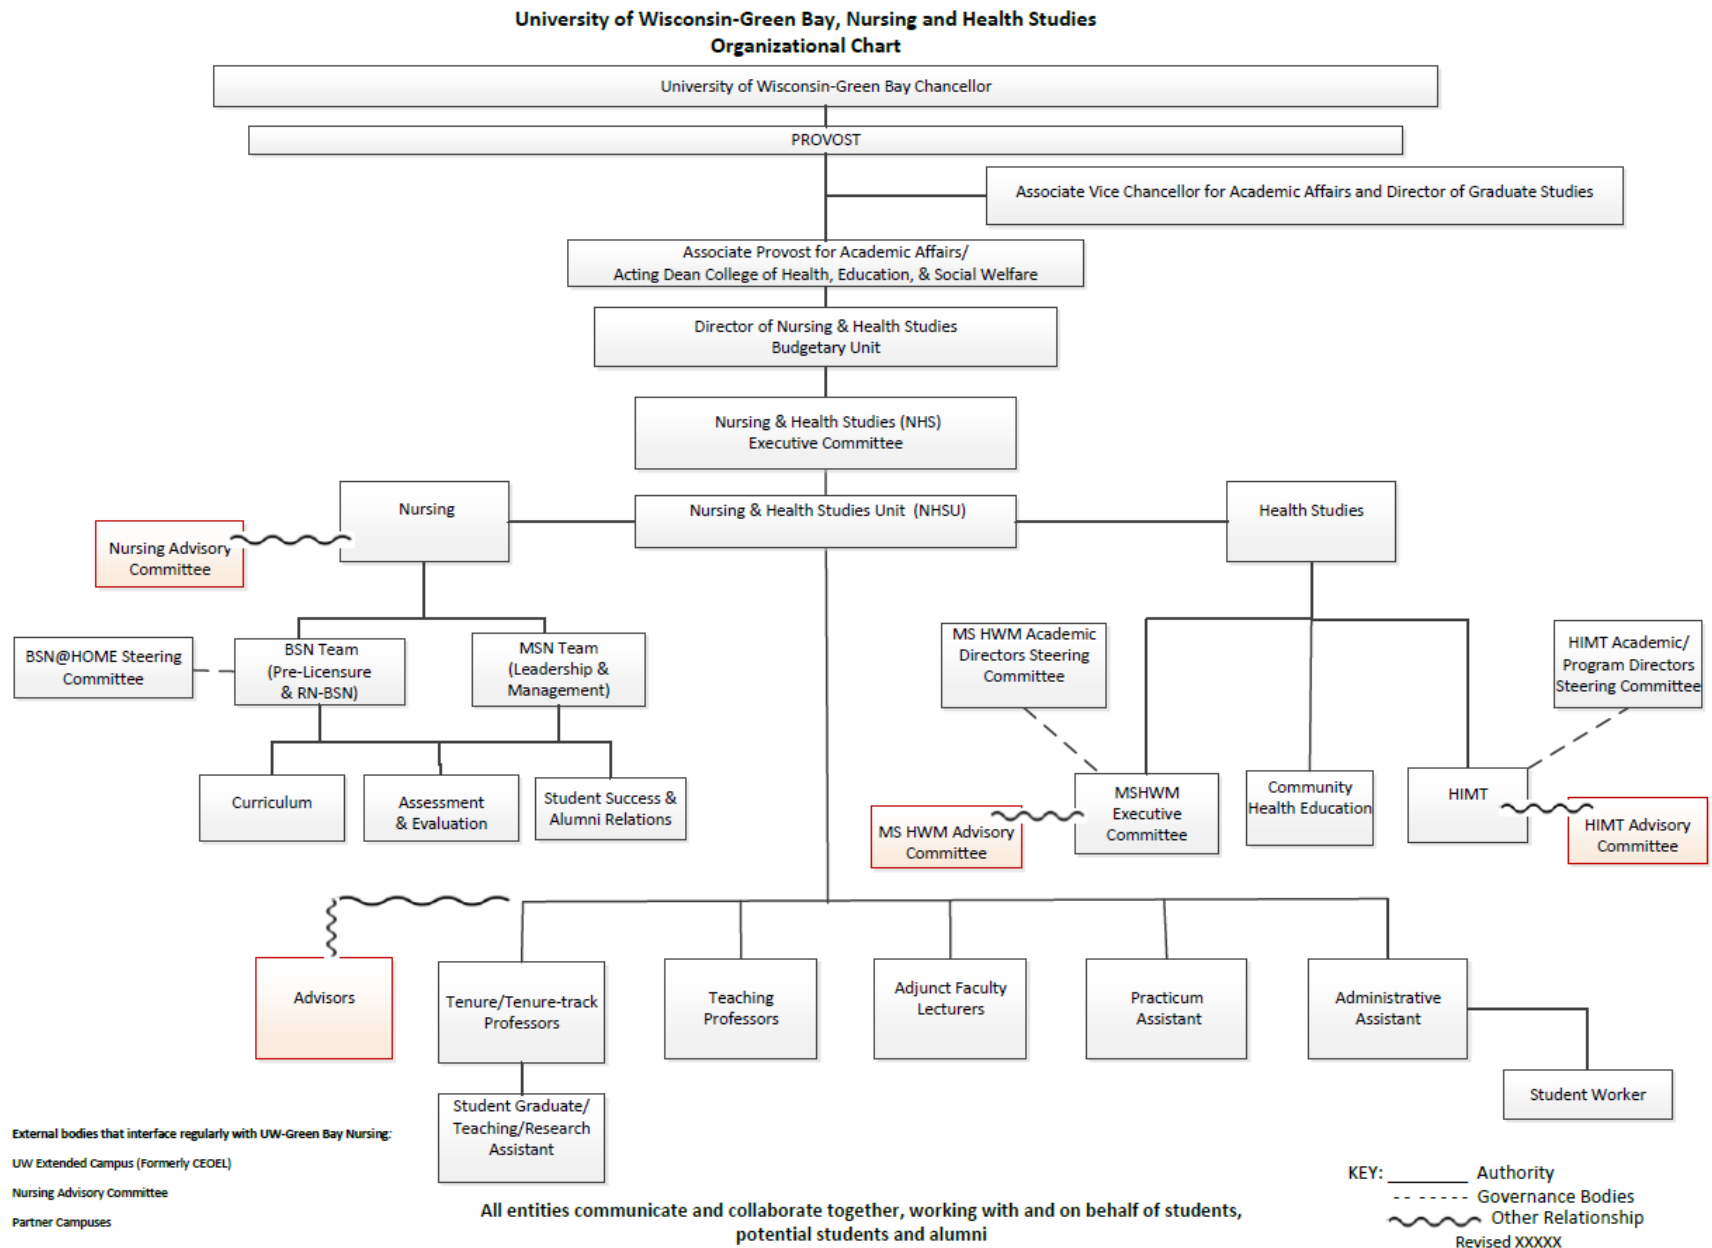 University of Wisconsin-Green Bay, Nursing and Health Studies
Organizational Chart
University of Wisconsin-Green Bay Chancellor
PROVOST
Associate Vice Chancellor for Academic Affairs and Director of Graduate Studies
Associate Provost for Academic Affairs/
Acting Dean College of Health, Education, & Social Welfare
Director of Nursing & Health Studies
Budgetary Unit
Nursing & Health Studies (NHS)
Executive Committee
Nursing
Nursing & Health Studies Unit (NHSU)
Health Studies
Nursing Advisory
Committee
BSN@HOME Steering
Committee
BSN Team
(Pre-Licensure
& RN-BSN)
MSN Team
(Leadership &
Management)
MS HWM Academic
Directors Steering
Committee
HIMT Academic/
Program Directors
Steering Committee
Curriculum
Assessment
& Evaluation
Student Success &
Alumni Relations
MS HWM Advisory
Committee
MSHWM
Executive
Committee
Community
Health Education
HIMT
HIMT Advisory
Committee
Advisors
Tenure/Tenure-track
Professors
Teaching
Professors
Adjunct Faculty
Lecturers
Practicum
Assistant
Administrative
Assistant
Student Graduate/
Teaching/Research
Assistant
Student Worker
External bodies that interface regularly with UW-Green Bay Nursing:
UW Extended Campus (Formerly CEOEL)
Nursing Advisory Committee
Partner Campuses
All entities communicate and collaborate together, working with and on behalf of students,
potential students and alumni
KEY: ________ Authority
-- ------ Governance Bodies
Other Relationship
Revised XXXXX